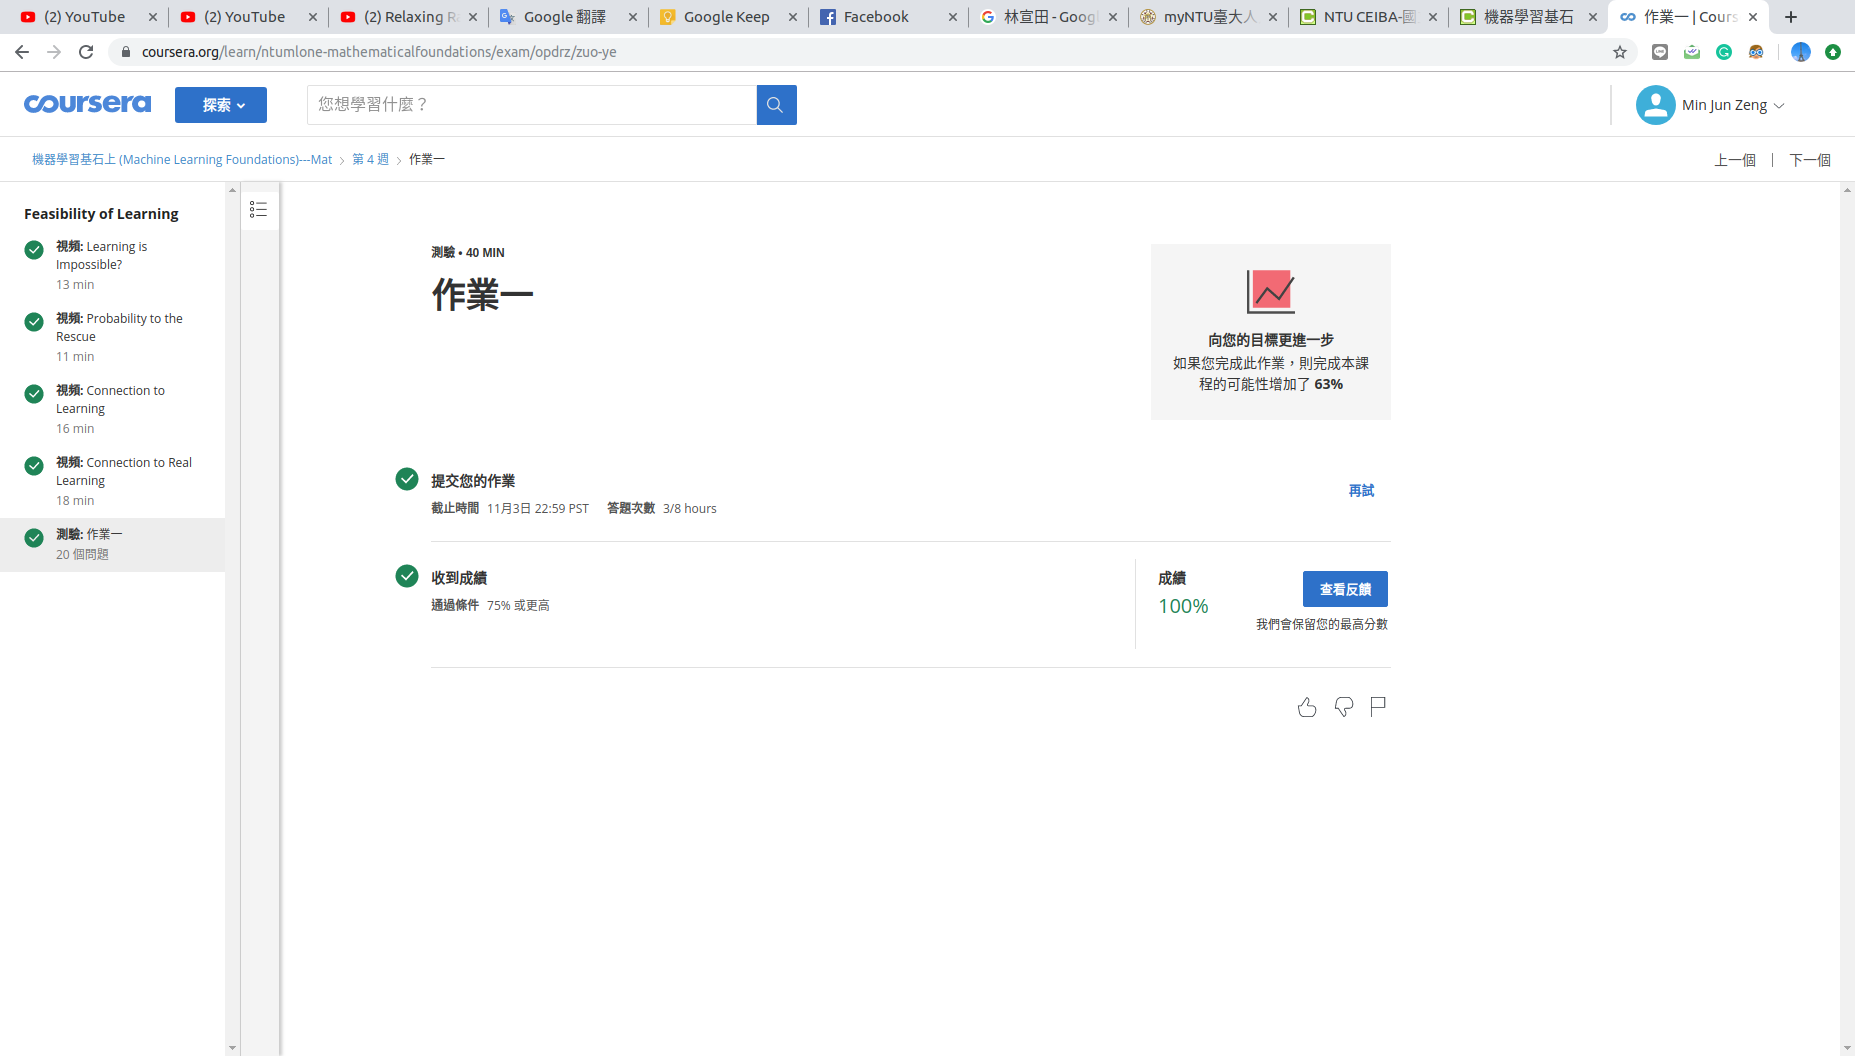 (2) YouTube
(2) YouTube
(2) Relaxing R
Google 翻譯
Google Keep
Facebook
林宣田 - Googl
myNTU臺大人
NTU CEIBA-國
機器學習基石
作業一 | Cours
coursera.org/learn/ntumlone-mathematicalfoundations/exam/opdrz/zuo-ye
coursera
探索
您想學習什麼？
Min Jun Zeng
機器學習基石上 (Machine Learning Foundations)---Mat
第 4 週
作業一
上一個 | 下一個
Feasibility of Learning
視頻: Learning is
Impossible?
13 min
視頻: Probability to the
Rescue
11 min
視頻: Connection to
Learning
16 min
視頻: Connection to Real
Learning
18 min
測驗: 作業一
20 個問題
測驗 • 40 MIN
作業一
向您的目標更進一步
如果您完成此作業，則完成本課
程的可能性增加了 63%
提交您的作業
截止時間 11月3日 22:59 PST 答題次數 3/8 hours
再試
收到成績
通過條件 75% 或更高
成績
100%
查看反饋
我們會保留您的最高分數